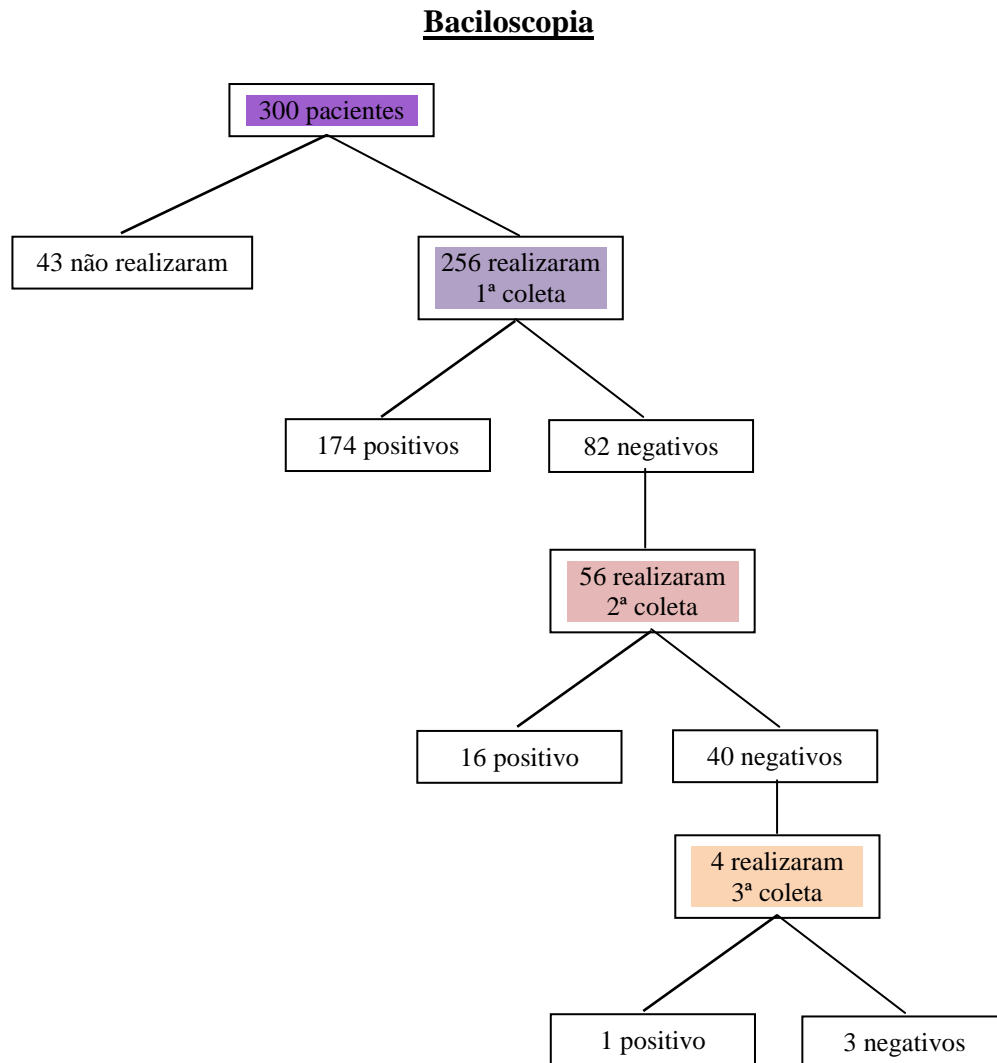 Baciloscopia
300 pacientes
43 não realizaram
256 realizaram
1ª coleta
174 positivos
82 negativos
56 realizaram
2ª coleta
16 positivo
40 negativos
4 realizaram
3ª coleta
1 positivo
3 negativos